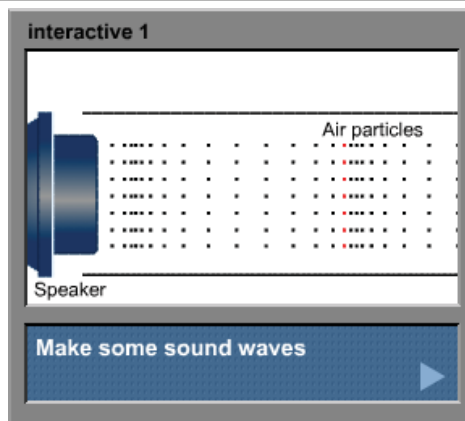 interactive 1
Air particles
Speaker
Make some sound waves